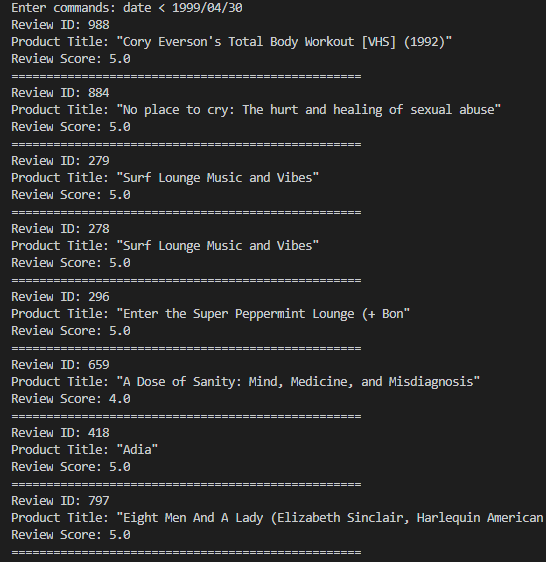 Enter commands: date < 1999/04/30
Review ID: 988
Product Title: "Cory Everson's Total Body Workout [VHS] (1992)"
Review Score: 5.0
==================================================
Review ID: 884
Product Title: "No place to cry: The hurt and healing of sexual abuse"
Review Score: 5.0
==================================================
Review ID: 279
Product Title: "Surf Lounge Music and Vibes"
Review Score: 5.0
==================================================
Review ID: 278
Product Title: "Surf Lounge Music and Vibes"
Review Score: 5.0
==================================================
Review ID: 296
Product Title: "Enter the Super Peppermint Lounge (+ Bon"
Review Score: 5.0
==================================================
Review ID: 659
Product Title: "A Dose of Sanity: Mind, Medicine, and Misdiagnosis"
Review Score: 4.0
==================================================
Review ID: 418
Product Title: "Adia"
Review Score: 5.0
==================================================
Review ID: 797
Product Title: "Eight Men And A Lady (Elizabeth Sinclair, Harlequin American
Review Score: 5.0
==================================================